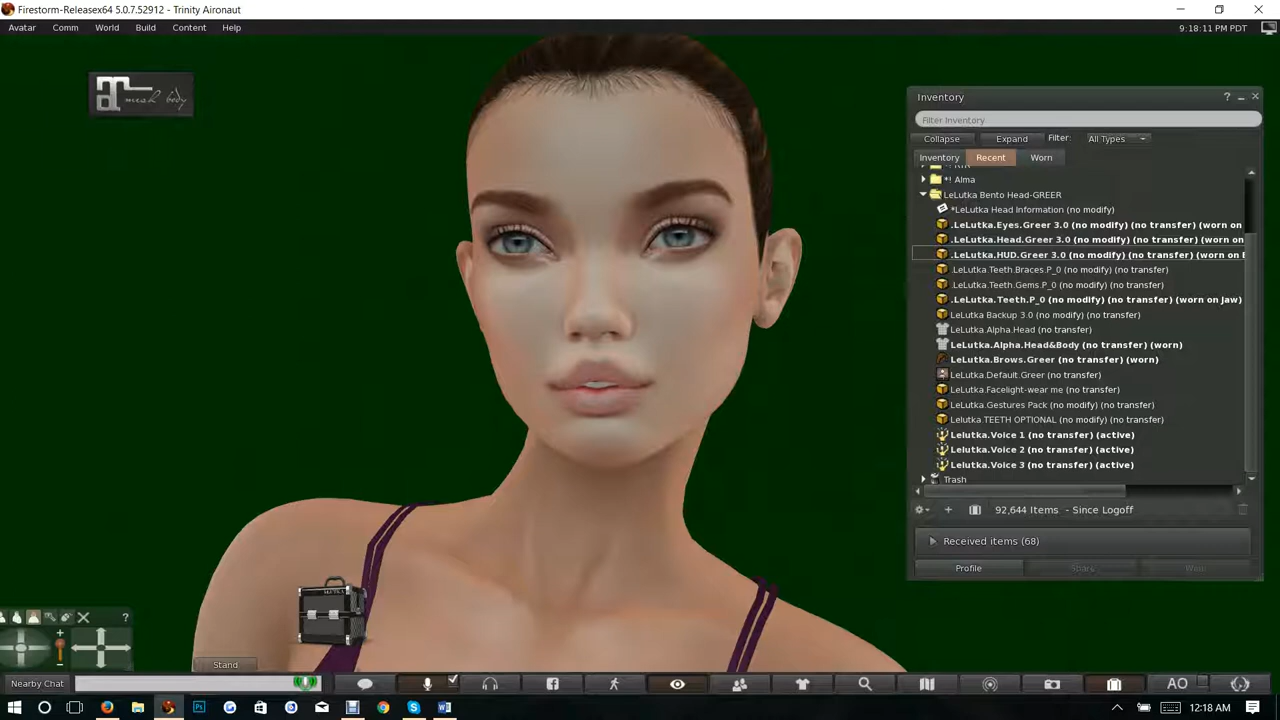 Firestorm-Releasex64 5.0.7.52912 - Trinity Aironaut
Avatar Comm World Build Content Help
9:18:11 PM PDT
mesh body
Inventory
?
Filter Inventory
Collapse Expand Filter: All Types
Inventory Recent Worn
*! Alma
LeLutka Bento Head-GREER
*LeLutka Head Information (no modify)
.LeLutka.Eyes.Greer 3.0 (no modify) (no transfer) (worn on
.LeLutka.Head.Greer 3.0 (no modify) (no transfer) (worn on
.LeLutka.HUD.Greer 3.0 (no modify) (no transfer) (worn on
.LeLutka.Teeth.Braces.P_0 (no modify) (no transfer)
.LeLutka.Teeth.Gems.P_0 (no modify) (no transfer)
.LeLutka.Teeth.P_0 (no modify) (no transfer) (worn on jaw)
LeLutka Backup 3.0 (no modify) (no transfer)
LeLutka.Alpha.Head (no transfer)
LeLutka.Alpha.Head&Body (no transfer) (worn)
LeLutka.Brows.Greer (no transfer) (worn)
LeLutka.Default.Greer (no transfer)
LeLutka.Facelight-wear me (no transfer)
LeLutka.Gestures Pack (no modify) (no transfer)
LeLutka.TEETH OPTIONAL (no modify) (no transfer)
Lelutka.Voice 1 (no transfer) (active)
Lelutka.Voice 2 (no transfer) (active)
Lelutka.Voice 3 (no transfer) (active)
Trash
92,644 Items - Since Logoff
Received items (68)
Profile Share Wear
LELUTKA
?
Stand
Nearby Chat
AO
12:18 AM